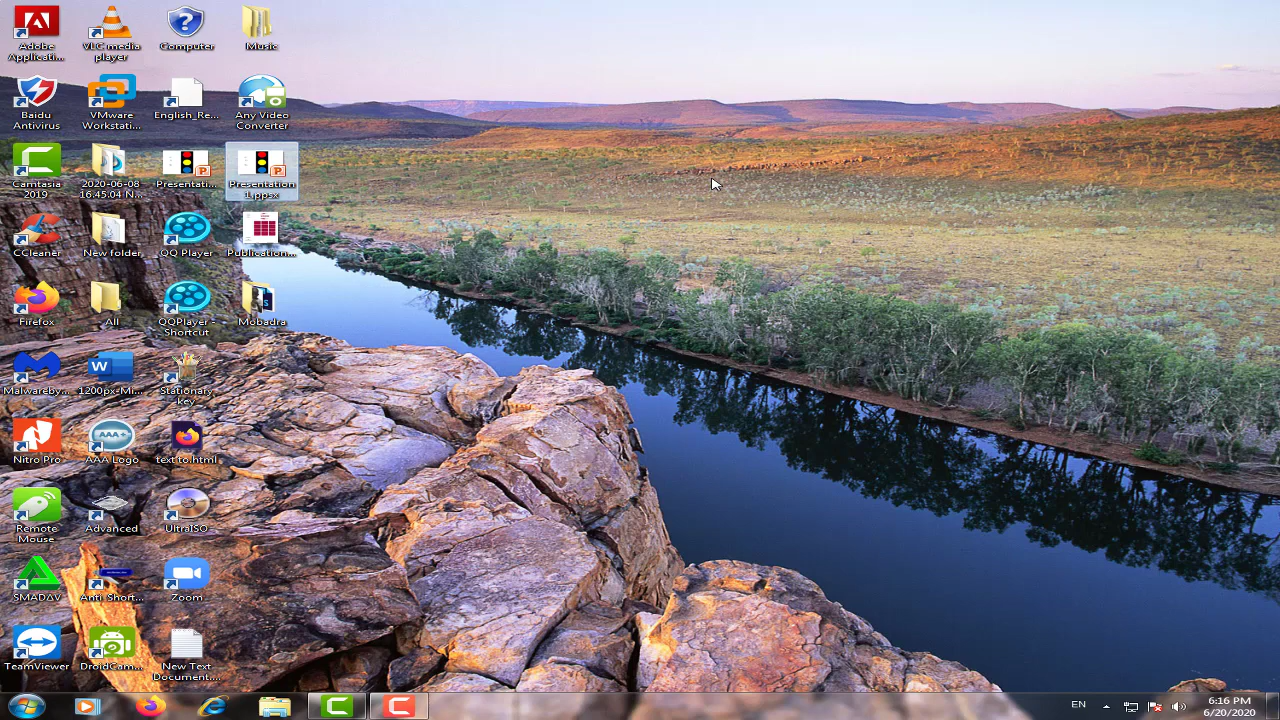 Adobe
Applicati...
VLC media
player
Computer
Music
Baidu
Antivirus
VMware
Workstati...
English_Re...
Any Video
Converter
Camtasia
2019
2020-06-08
16.45.04 N...
Presentati...
Presentation
1.ppsx
CCleaner
New folder
QQ Player
Publication...
Firefox
All
QQPlayer -
Shortcut
Mobadra
Malwareby...
1200px-Mi...
Stationary
key
Nitro Pro
AAA Logo
text to.html
Remote
Mouse
Advanced
UltraISO
SMADAV
Anti_Short...
Zoom
TeamViewer
DroidCam...
New Text
Document....
EN
6:16 PM
6/20/2020